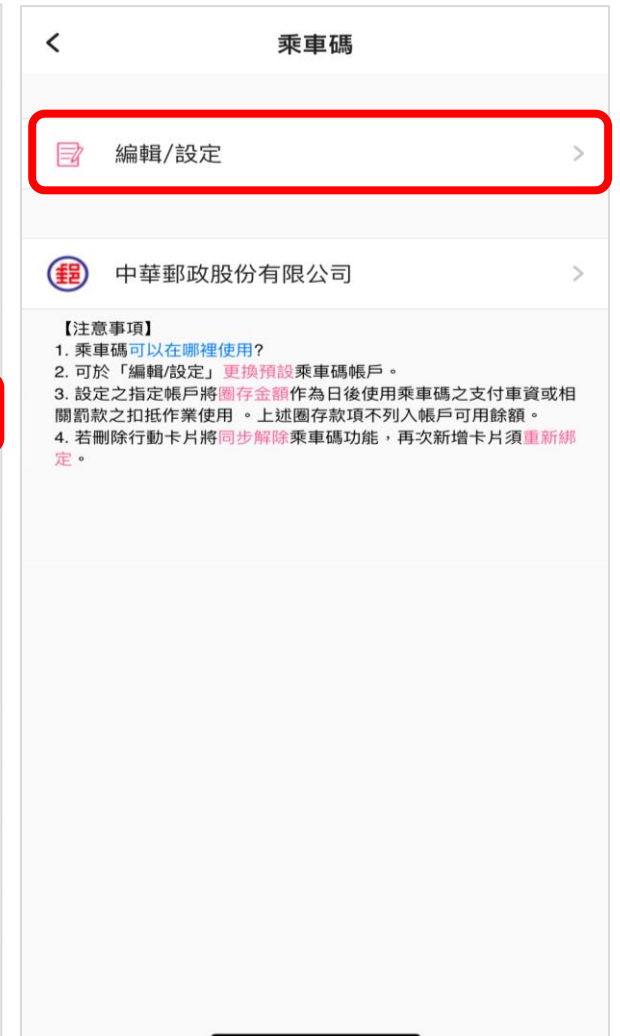 乘車碼
編輯/設定
郵 中華郵政股份有限公司
【注意事項】
1. 乘車碼可以在哪裡使用?
2. 可於「編輯/設定」更換預設乘車碼帳戶。
3. 設定之指定帳戶將圈存金額作為日後使用乘車碼之支付車資或相
關罰款之扣抵作業使用 。上述圈存款項不列入帳戶可用餘額。
4. 若刪除行動卡片將同步解除乘車碼功能，再次新增卡片須重新綁
定。